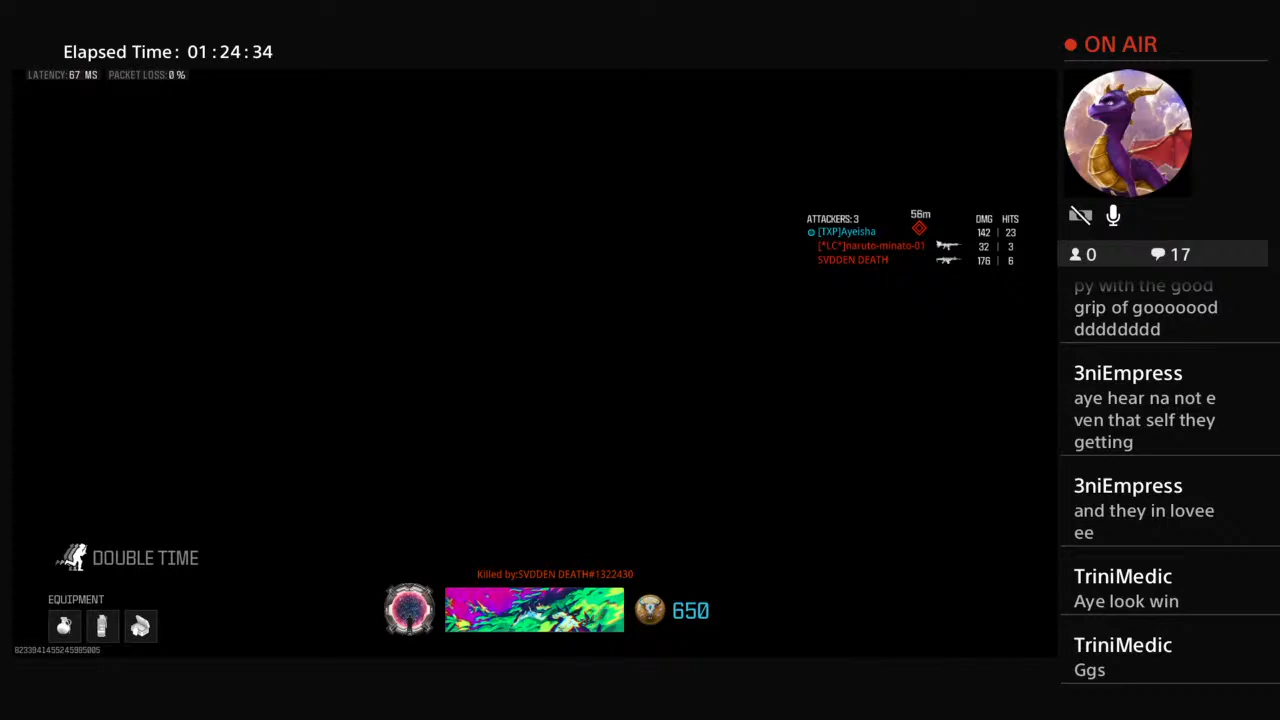 Elapsed Time: 01:24:34
LATENCY: 67 MS PACKET LOSS: 0 %
ATTACKERS: 3 56m DMG HITS
[TXP]Ayeisha 142 | 23
[*LC*]naruto-minato-01 32 | 3
SVDDEN DEATH 176 | 6
DOUBLE TIME
EQUIPMENT
8233941455245985005
Killed by:SVDDEN DEATH#1322430
650
ON AIR
0 17
py with the good
grip of gooooood
dddddddd
3niEmpress
aye hear na not e
ven that self they
getting
3niEmpress
and they in lovee
ee
TriniMedic
Aye look win
TriniMedic
Ggs